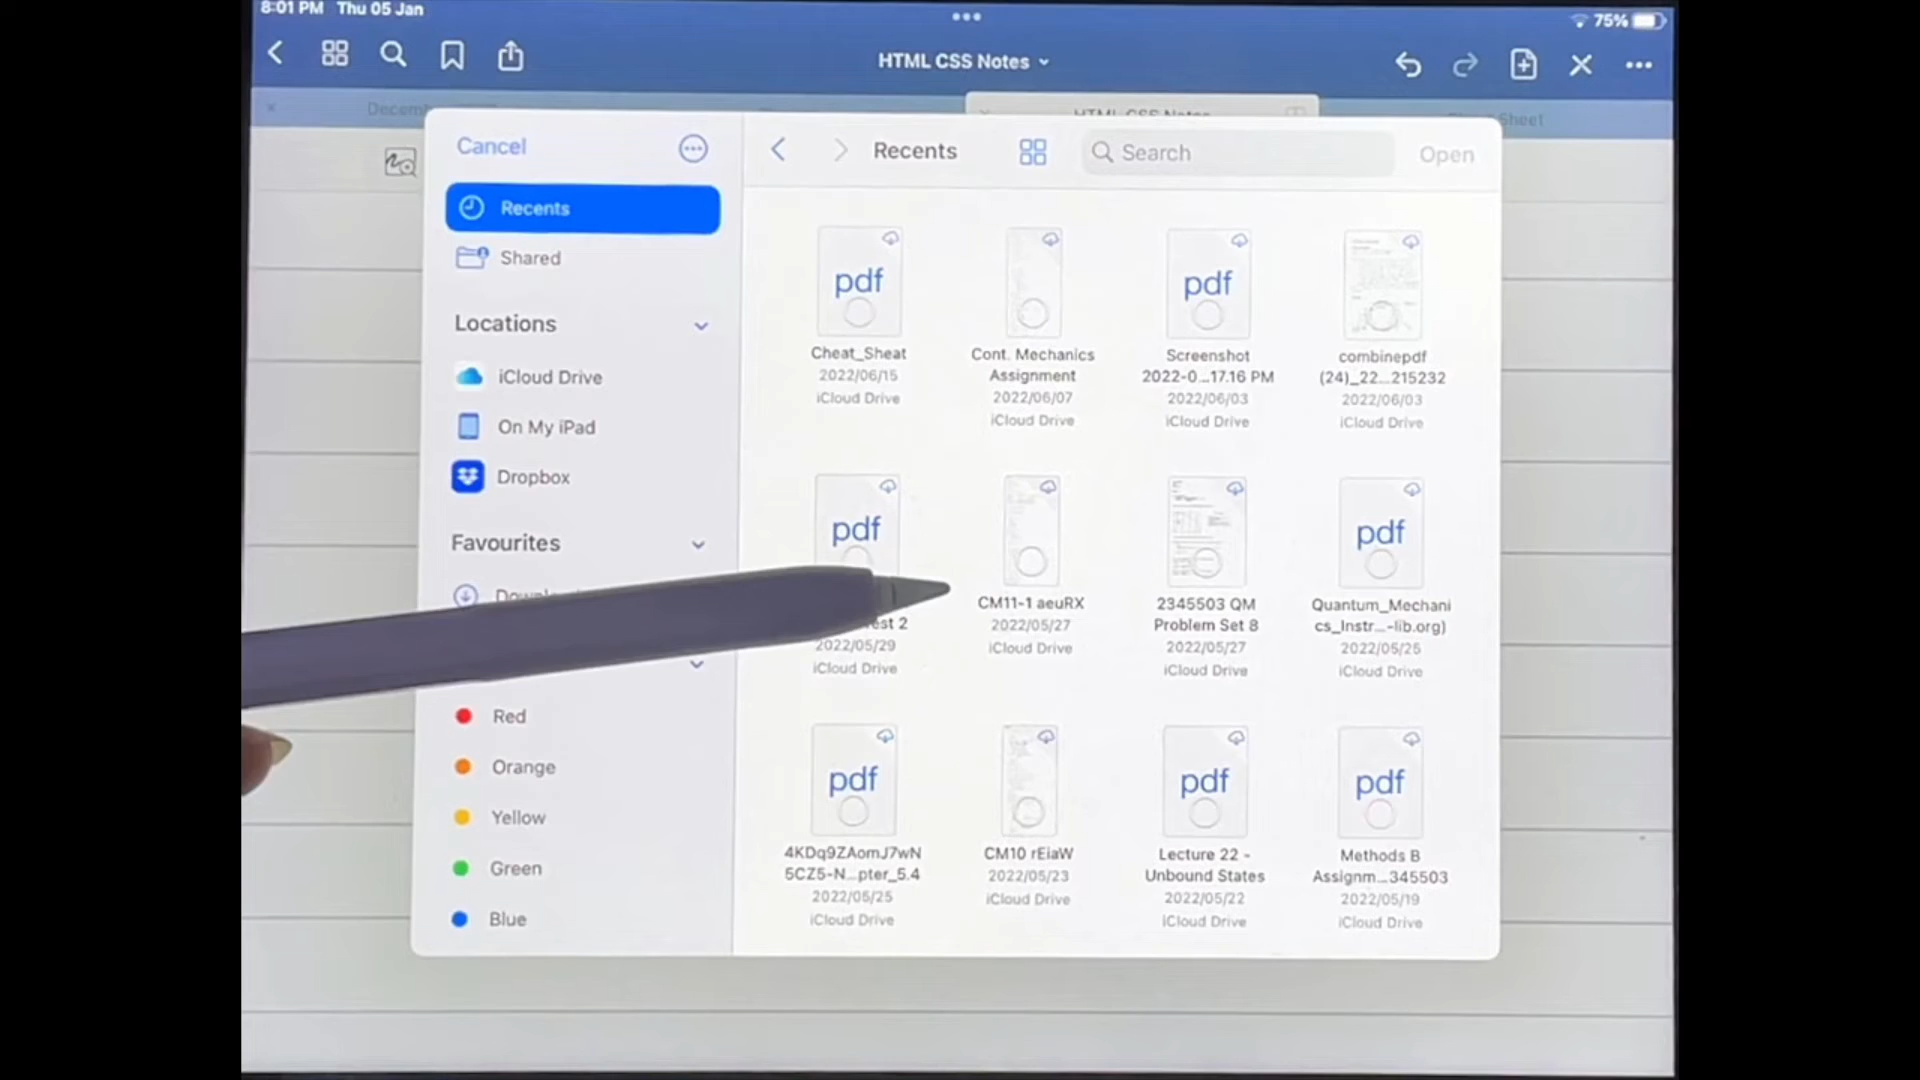 8:01 PM Thu 05 Jan
75%
HTML CSS Notes
HTML CSS Notes
Sheet
Cancel
Recents
Search
Open
Recents
Shared
Locations
iCloud Drive
On My iPad
Dropbox
Favourites
Red
Orange
Yellow
Green
Blue
pdf
Cheat_Sheat
2022/06/15
iCloud Drive
Cont. Mechanics
Assignment
2022/06/07
iCloud Drive
pdf
Screenshot
2022-0...17.16 PM
2022/06/03
iCloud Drive
combinepdf
(24)_22...215232
2022/06/03
iCloud Drive
pdf
2
2022/05/29
iCloud Drive
CM11-1 aeuRX
2022/05/27
iCloud Drive
2345503 QM
Problem Set 8
2022/05/27
iCloud Drive
pdf
Quantum_Mechani
cs_Instr...-lib.org)
2022/05/25
iCloud Drive
pdf
4KDq9ZAomJ7wN
5CZ5-N...pter_5.4
2022/05/25
iCloud Drive
CM10 rEiaW
2022/05/23
iCloud Drive
pdf
Lecture 22 -
Unbound States
2022/05/22
iCloud Drive
pdf
Methods B
Assignm...345503
2022/05/19
iCloud Drive